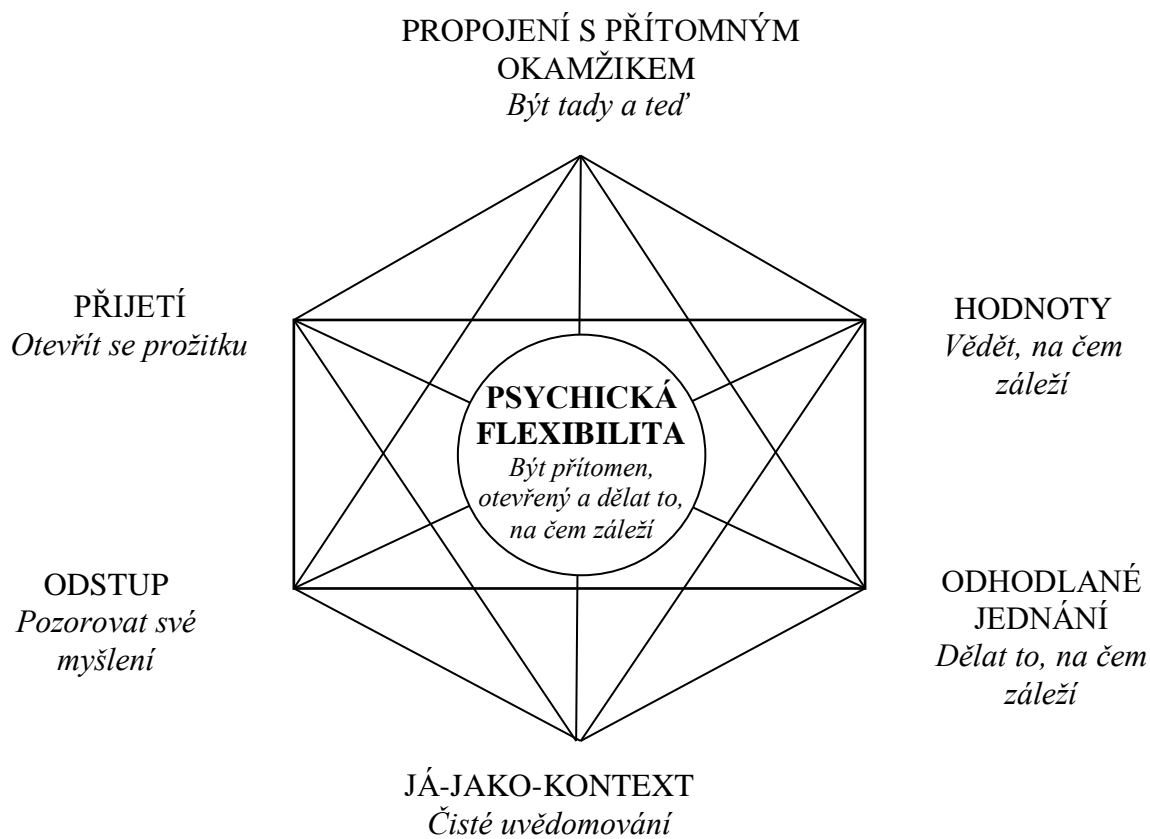 PROPOJENÍ S PŘÍTOMNÝM
OKAMŽIKEM
Být tady a teď
PŘIJETÍ
Otevřít se prožitku
HODNOTY
Vědět, na čem
záleží
PSYCHICKÁ
FLEXIBILITA
Být přítomen,
otevřený a dělat to,
na čem záleží
ODSTUP
Pozorovat své
myšlení
ODHODLANÉ
JEDNÁNÍ
Dělat to, na čem
záleží
JÁ-JAKO-KONTEXT
Čisté uvědomování